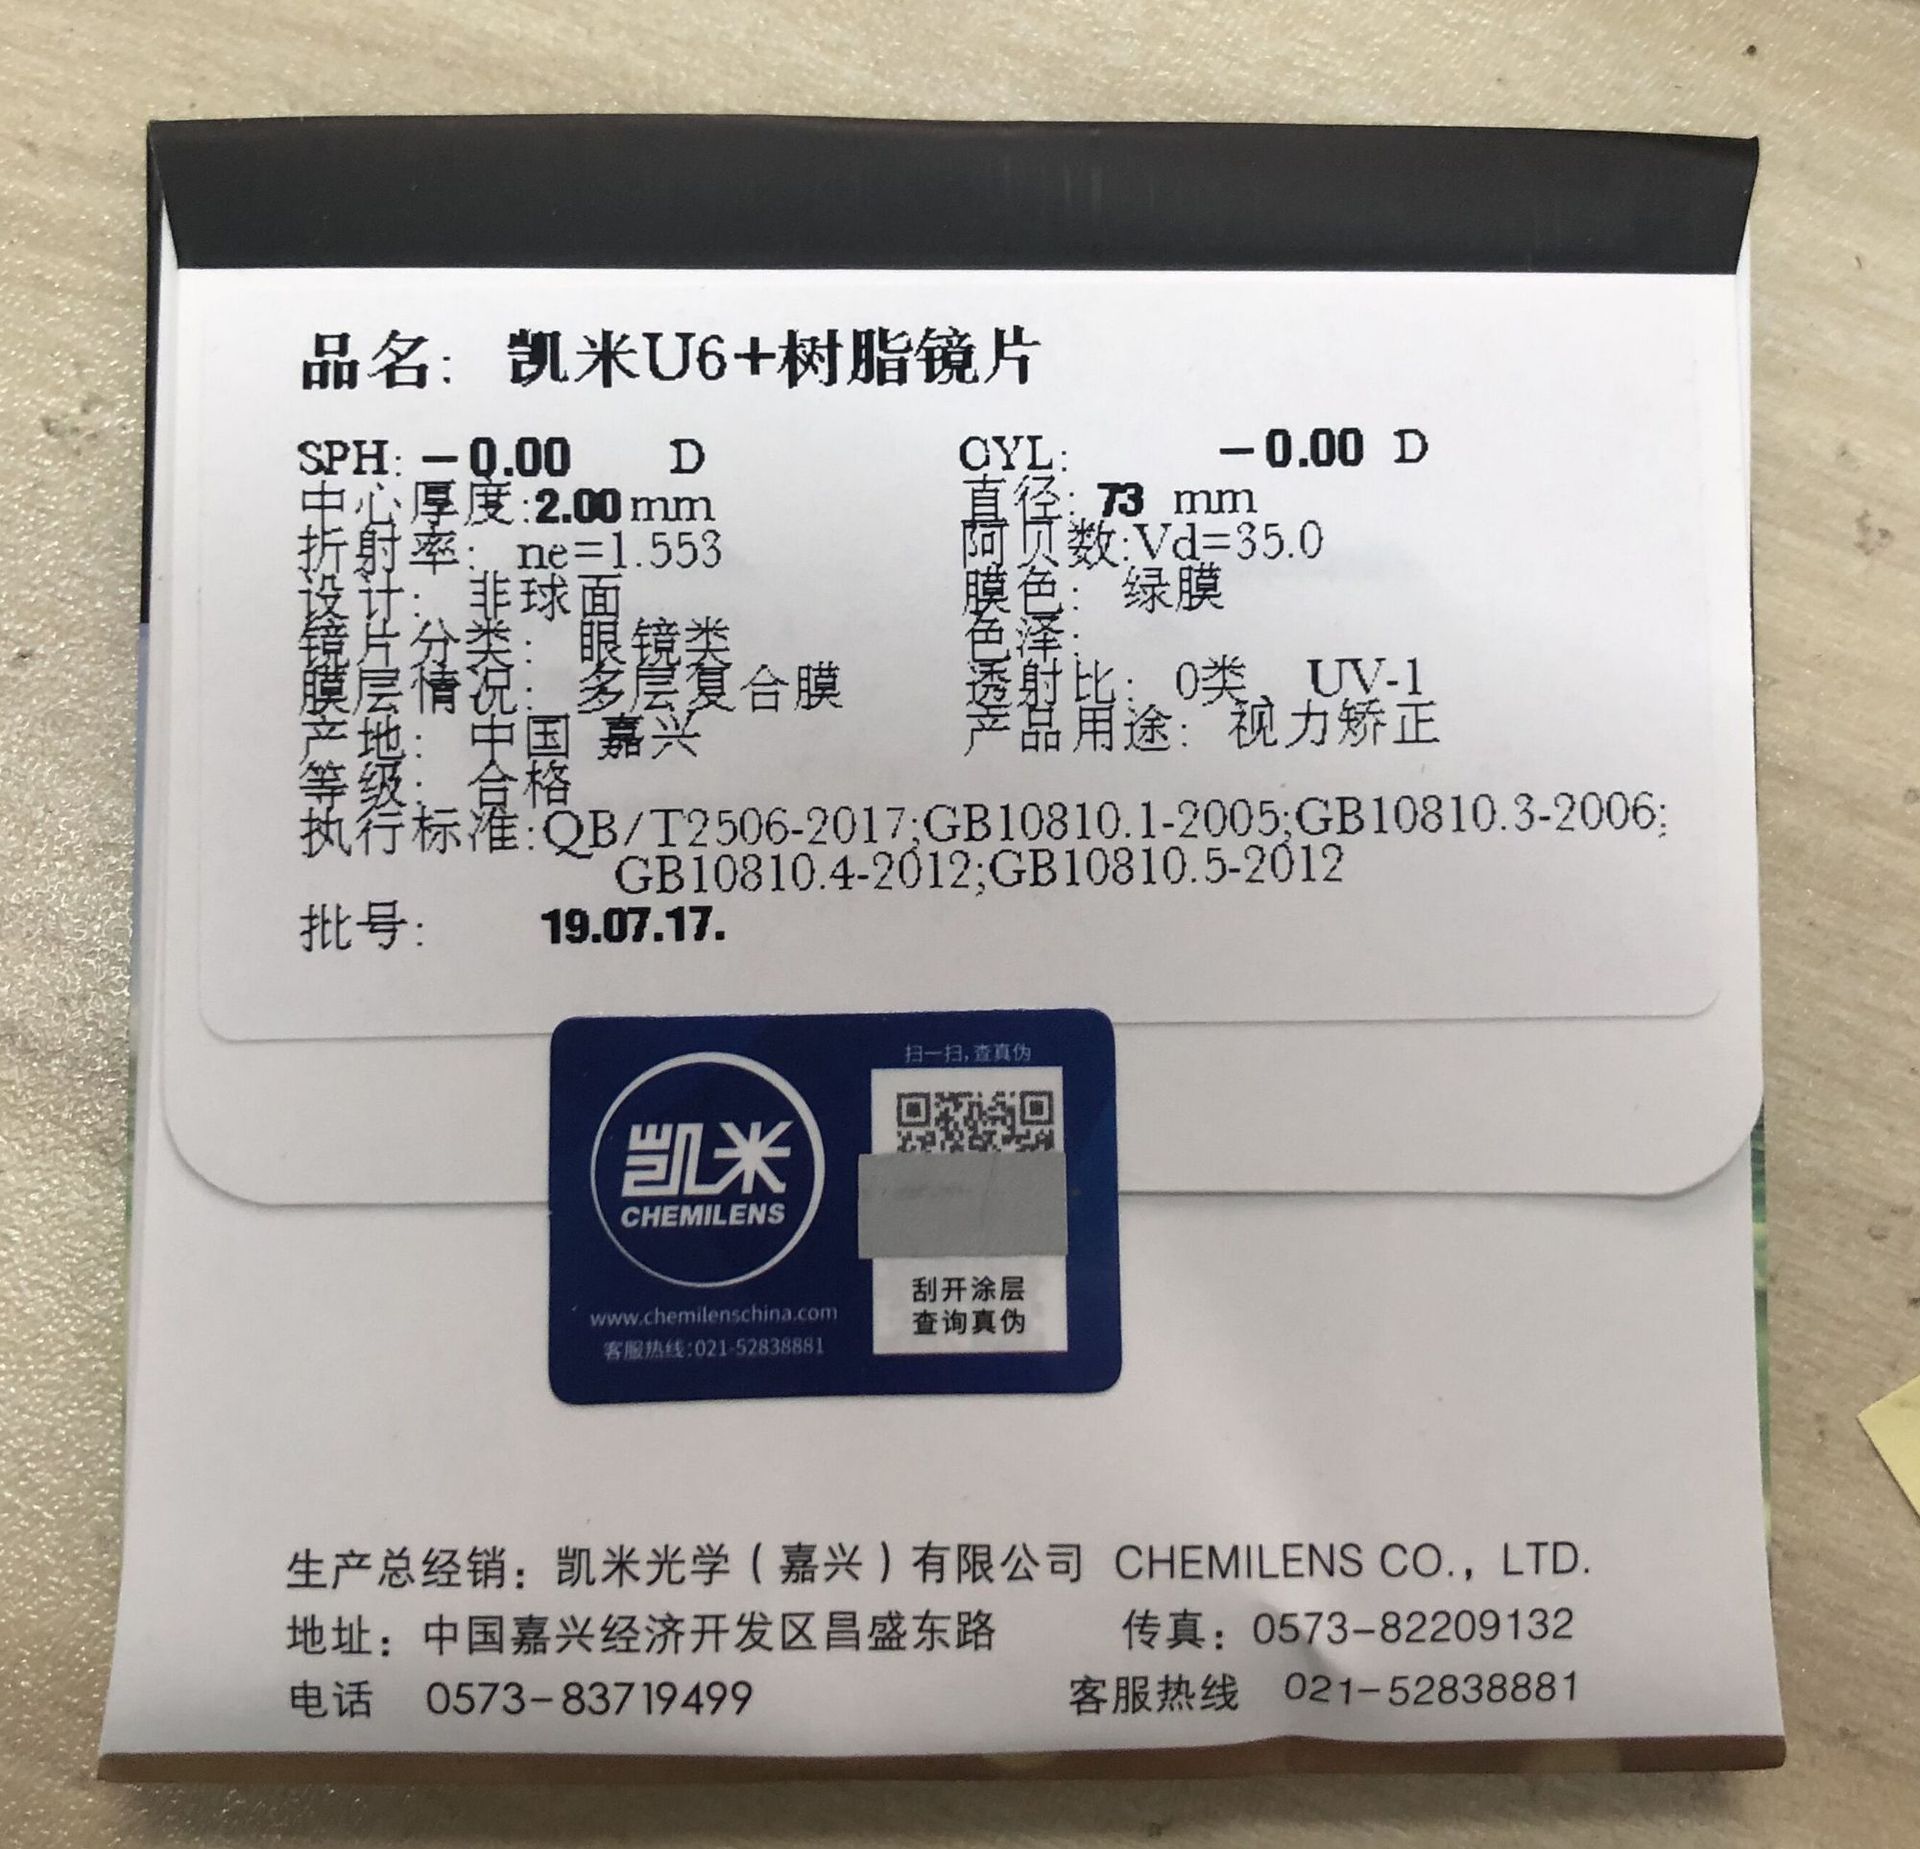 品名: 凯米U6+树脂镜片
SPH: -0.00 D CYL: -0.00 D
中心厚度:2.00mm 直径: 73 mm
折射率: ne=1.553 阿贝数:Vd=35.0
设计: 非球面 膜色: 绿膜
镜片分类: 眼镜类 色泽:
膜层情况: 多层复合膜 透射比: 0类 UV-1
产地: 中国 嘉兴 产品用途: 视力矫正
等级: 合格
执行标准:QB/T2506-2017;GB10810.1-2005;GB10810.3-2006;
GB10810.4-2012;GB10810.5-2012
批号: 19.07.17.
扫一扫,查真伪
凯米
CHEMILENS
www.chemilenschina.com
客服热线:021-52838881
刮开涂层
查询真伪
生产总经销: 凯米光学(嘉兴)有限公司 CHEMILENS CO., LTD.
地址: 中国嘉兴经济开发区昌盛东路 传真: 0573-82209132
电话 0573-83719499 客服热线 021-52838881